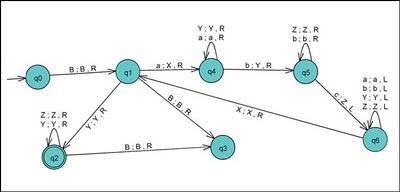 Y;Y,R
a;a,R
Z;Z,R
b;b,R
q0
B;B,R
q1
a;X,R
q4
b;Y,R
q5
c;Z,L
a;a,L
b;b,L
Y;Y,L
Z;Z,L
B;B,R
X;X,R
Y;Y,R
Z;Z,R
Y;Y,R
q2
B;B,R
q3
q6